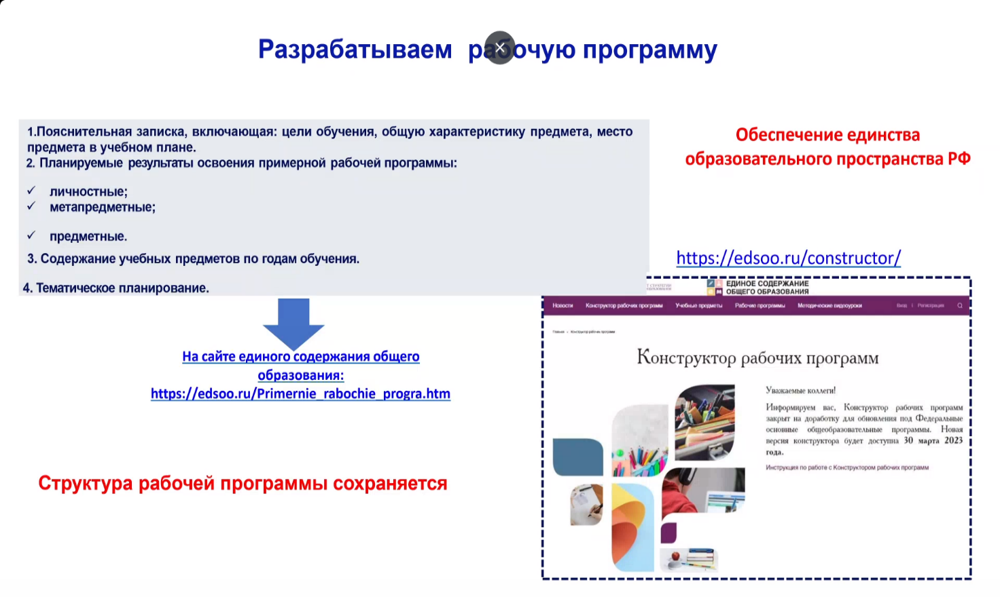 Разрабатываем рабочую программу
1.Пояснительная записка, включающая: цели обучения, общую характеристику предмета, место
предмета в учебном плане.
2. Планируемые результаты освоения примерной рабочей программы:
✓ личностные;
✓ метапредметные;
✓ предметные.
3. Содержание учебных предметов по годам обучения.
4. Тематическое планирование.
На сайте единого содержания общего
образования:
https://edsoo.ru/Primernie_rabochie_progra.htm
Структура рабочей программы сохраняется
Обеспечение единства
образовательного пространства РФ
https://edsoo.ru/constructor/
ЕДИНОЕ СОДЕРЖАНИЕ
ОБЩЕГО ОБРАЗОВАНИЯ
Новости Конструктор рабочих программ Учебные предметы Рабочие программы Методические видеоуроки Вход | Регистрация
Главная Конструктор рабочих программ
Конструктор рабочих программ
Уважаемые коллеги!
Информируем вас, Конструктор рабочих программ
закрыт на доработку для обновления под Федеральные
основные общеобразовательные программы. Новая
версия конструктора будет доступна 30 марта 2023
года.
Инструкция по работе с Конструктором рабочих программ